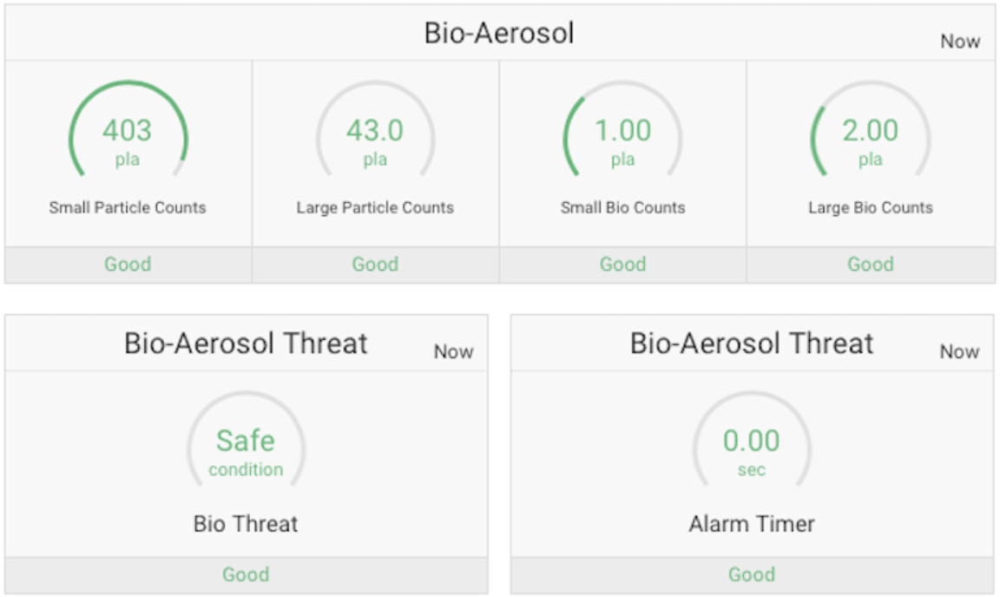 Bio-Aerosol
Now
403
43.0
1.00
2.00
pla
pla
pla
pla
Small Particle Counts
Large Particle Counts
Small Bio Counts
Large Bio Counts
Good
Good
Good
Good
Bio-Aerosol Threat
Now
Safe
condition
Bio Threat
Good
Bio-Aerosol Threat
Now
0.00
sec
Alarm Timer
Good